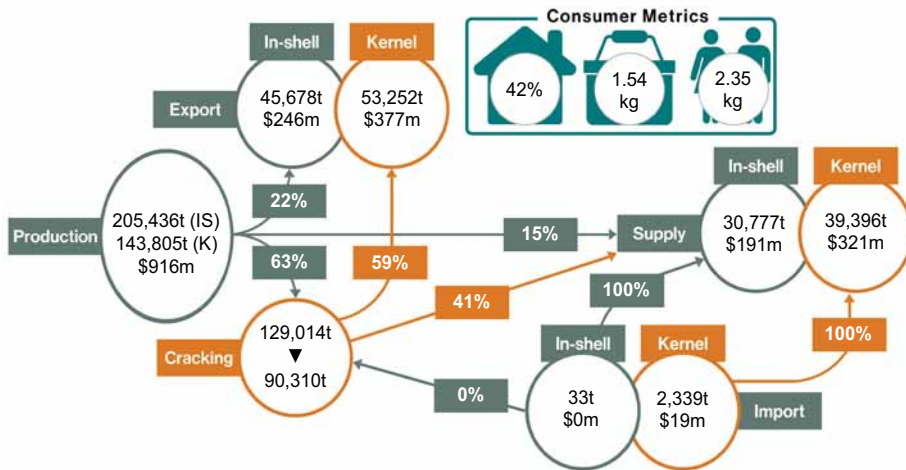 Consumer Metrics
42%
1.54
kg
2.35
kg
In-shell
Kernel
Export
45,678t
$246m
53,252t
$377m
22%
Production
205,436t (IS)
143,805t (K)
$916m
15%
63%
59%
41%
Supply
In-shell
Kernel
30,777t
$191m
39,396t
$321m
100%
100%
Cracking
129,014t
▼
90,310t
0%
In-shell
Kernel
33t
$0m
2,339t
$19m
Import